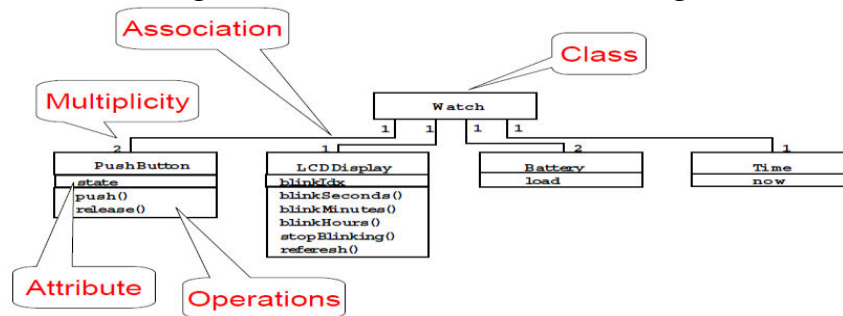 Association
Class
Multiplicity
Watch
1 1 1 1
2 1 2 1
PushButton LCDDisplay Battery Time
state blinkIdx load now
push() blinkSeconds()
release() blinkMinutes()
blinkHours()
stopBlinking()
referesh()
Attribute
Operations